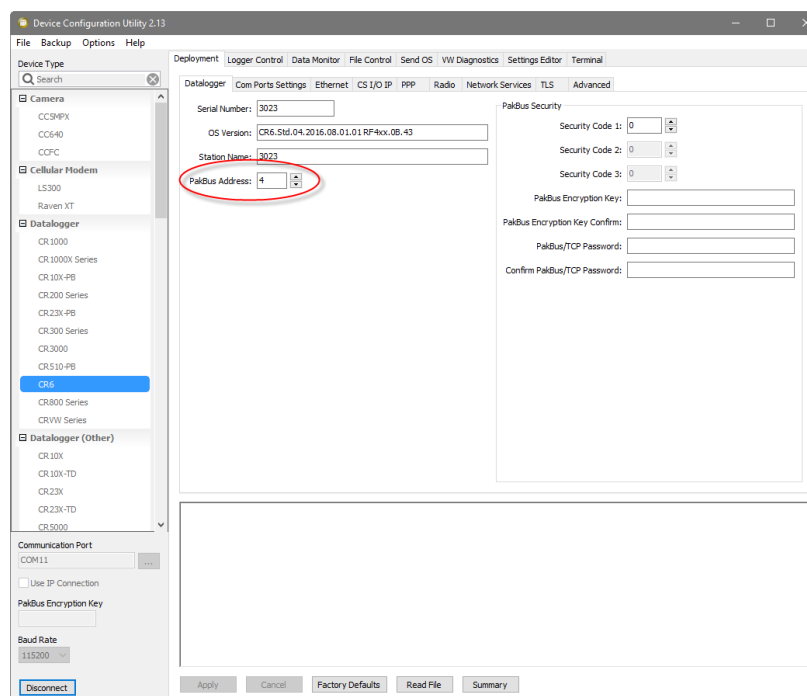 Device Configuration Utility 2.13
File Backup Options Help
Device Type
Search
Camera
CC5MPX
CC640
CCFC
Cellular Modem
LS300
Raven XT
Datalogger
CR1000
CR1000X Series
CR10X-PB
CR200 Series
CR23X-PB
CR300 Series
CR3000
CR510-PB
CR6
CR800 Series
CRVW Series
Datalogger (Other)
CR10X
CR10X-TD
CR23X
CR23X-TD
CR5000
Communication Port
COM11
...
Use IP Connection
PakBus Encryption Key
Baud Rate
115200
Disconnect
Deployment Logger Control Data Monitor File Control Send OS VW Diagnostics Settings Editor Terminal
Datalogger Com Ports Settings Ethernet CS I/O IP PPP Radio Network Services TLS Advanced
Serial Number: 3023
OS Version: CR6.Std.04.2016.08.01.01 RF4xx.0B.43
Station Name: 3023
PakBus Address: 4
PakBus Security
Security Code 1: 0
Security Code 2: 0
Security Code 3: 0
PakBus Encryption Key:
PakBus Encryption Key Confirm:
PakBus/TCP Password:
Confirm PakBus/TCP Password:
Apply Cancel Factory Defaults Read File Summary